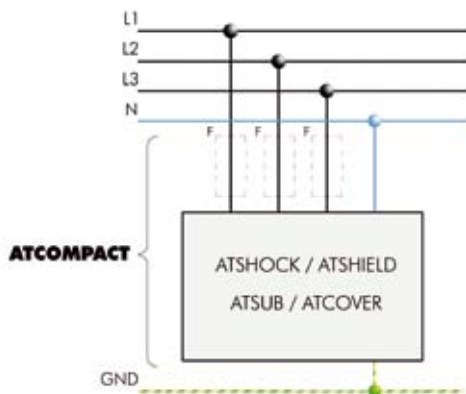 L1
L2
L3
N
F F F
ATCOMPACT
ATSHOCK / ATSHIELD
ATSUB / ATCOVER
GND